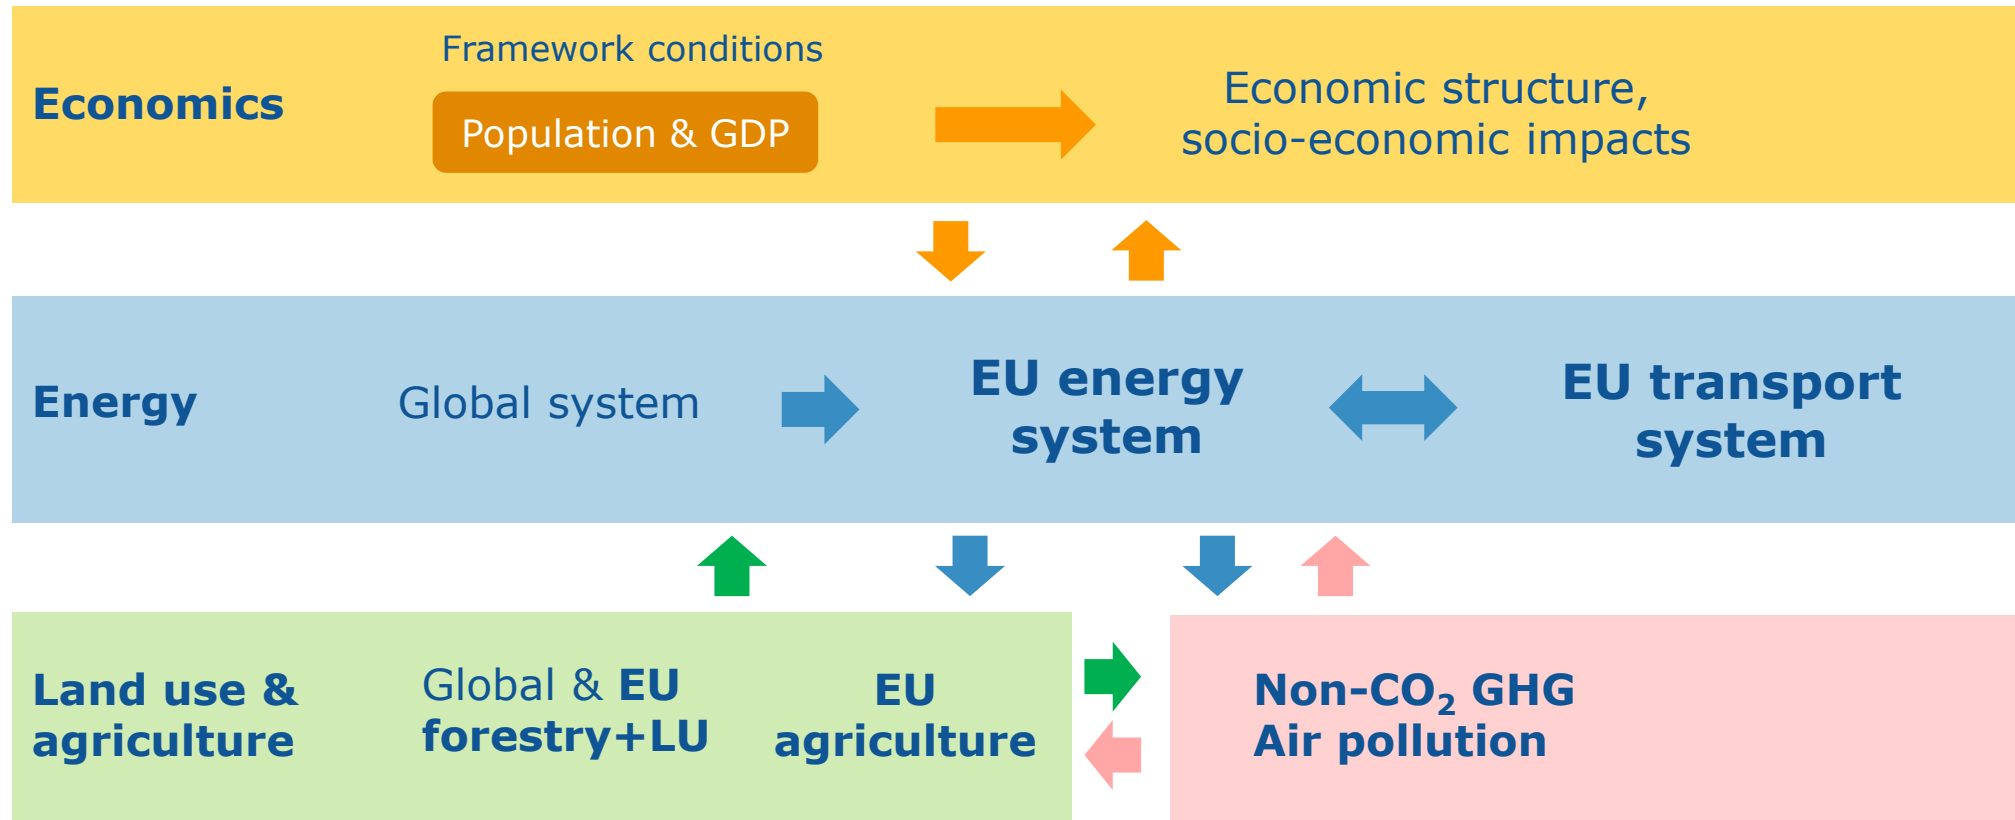 Framework conditions
Economics
Population & GDP
Economic structure,
socio-economic impacts
Energy
Global system
EU energy
system
EU transport
system
Land use &
agriculture
Global & EU
forestry+LU
EU
agriculture
Non-CO₂ GHG
Air pollution